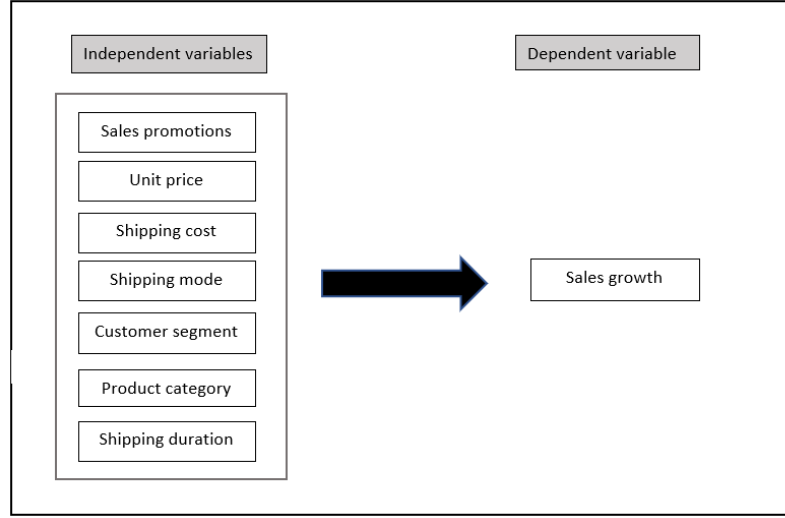 Independent variables
Dependent variable
Sales promotions
Unit price
Shipping cost
Shipping mode
Customer segment
Product category
Shipping duration
Sales growth